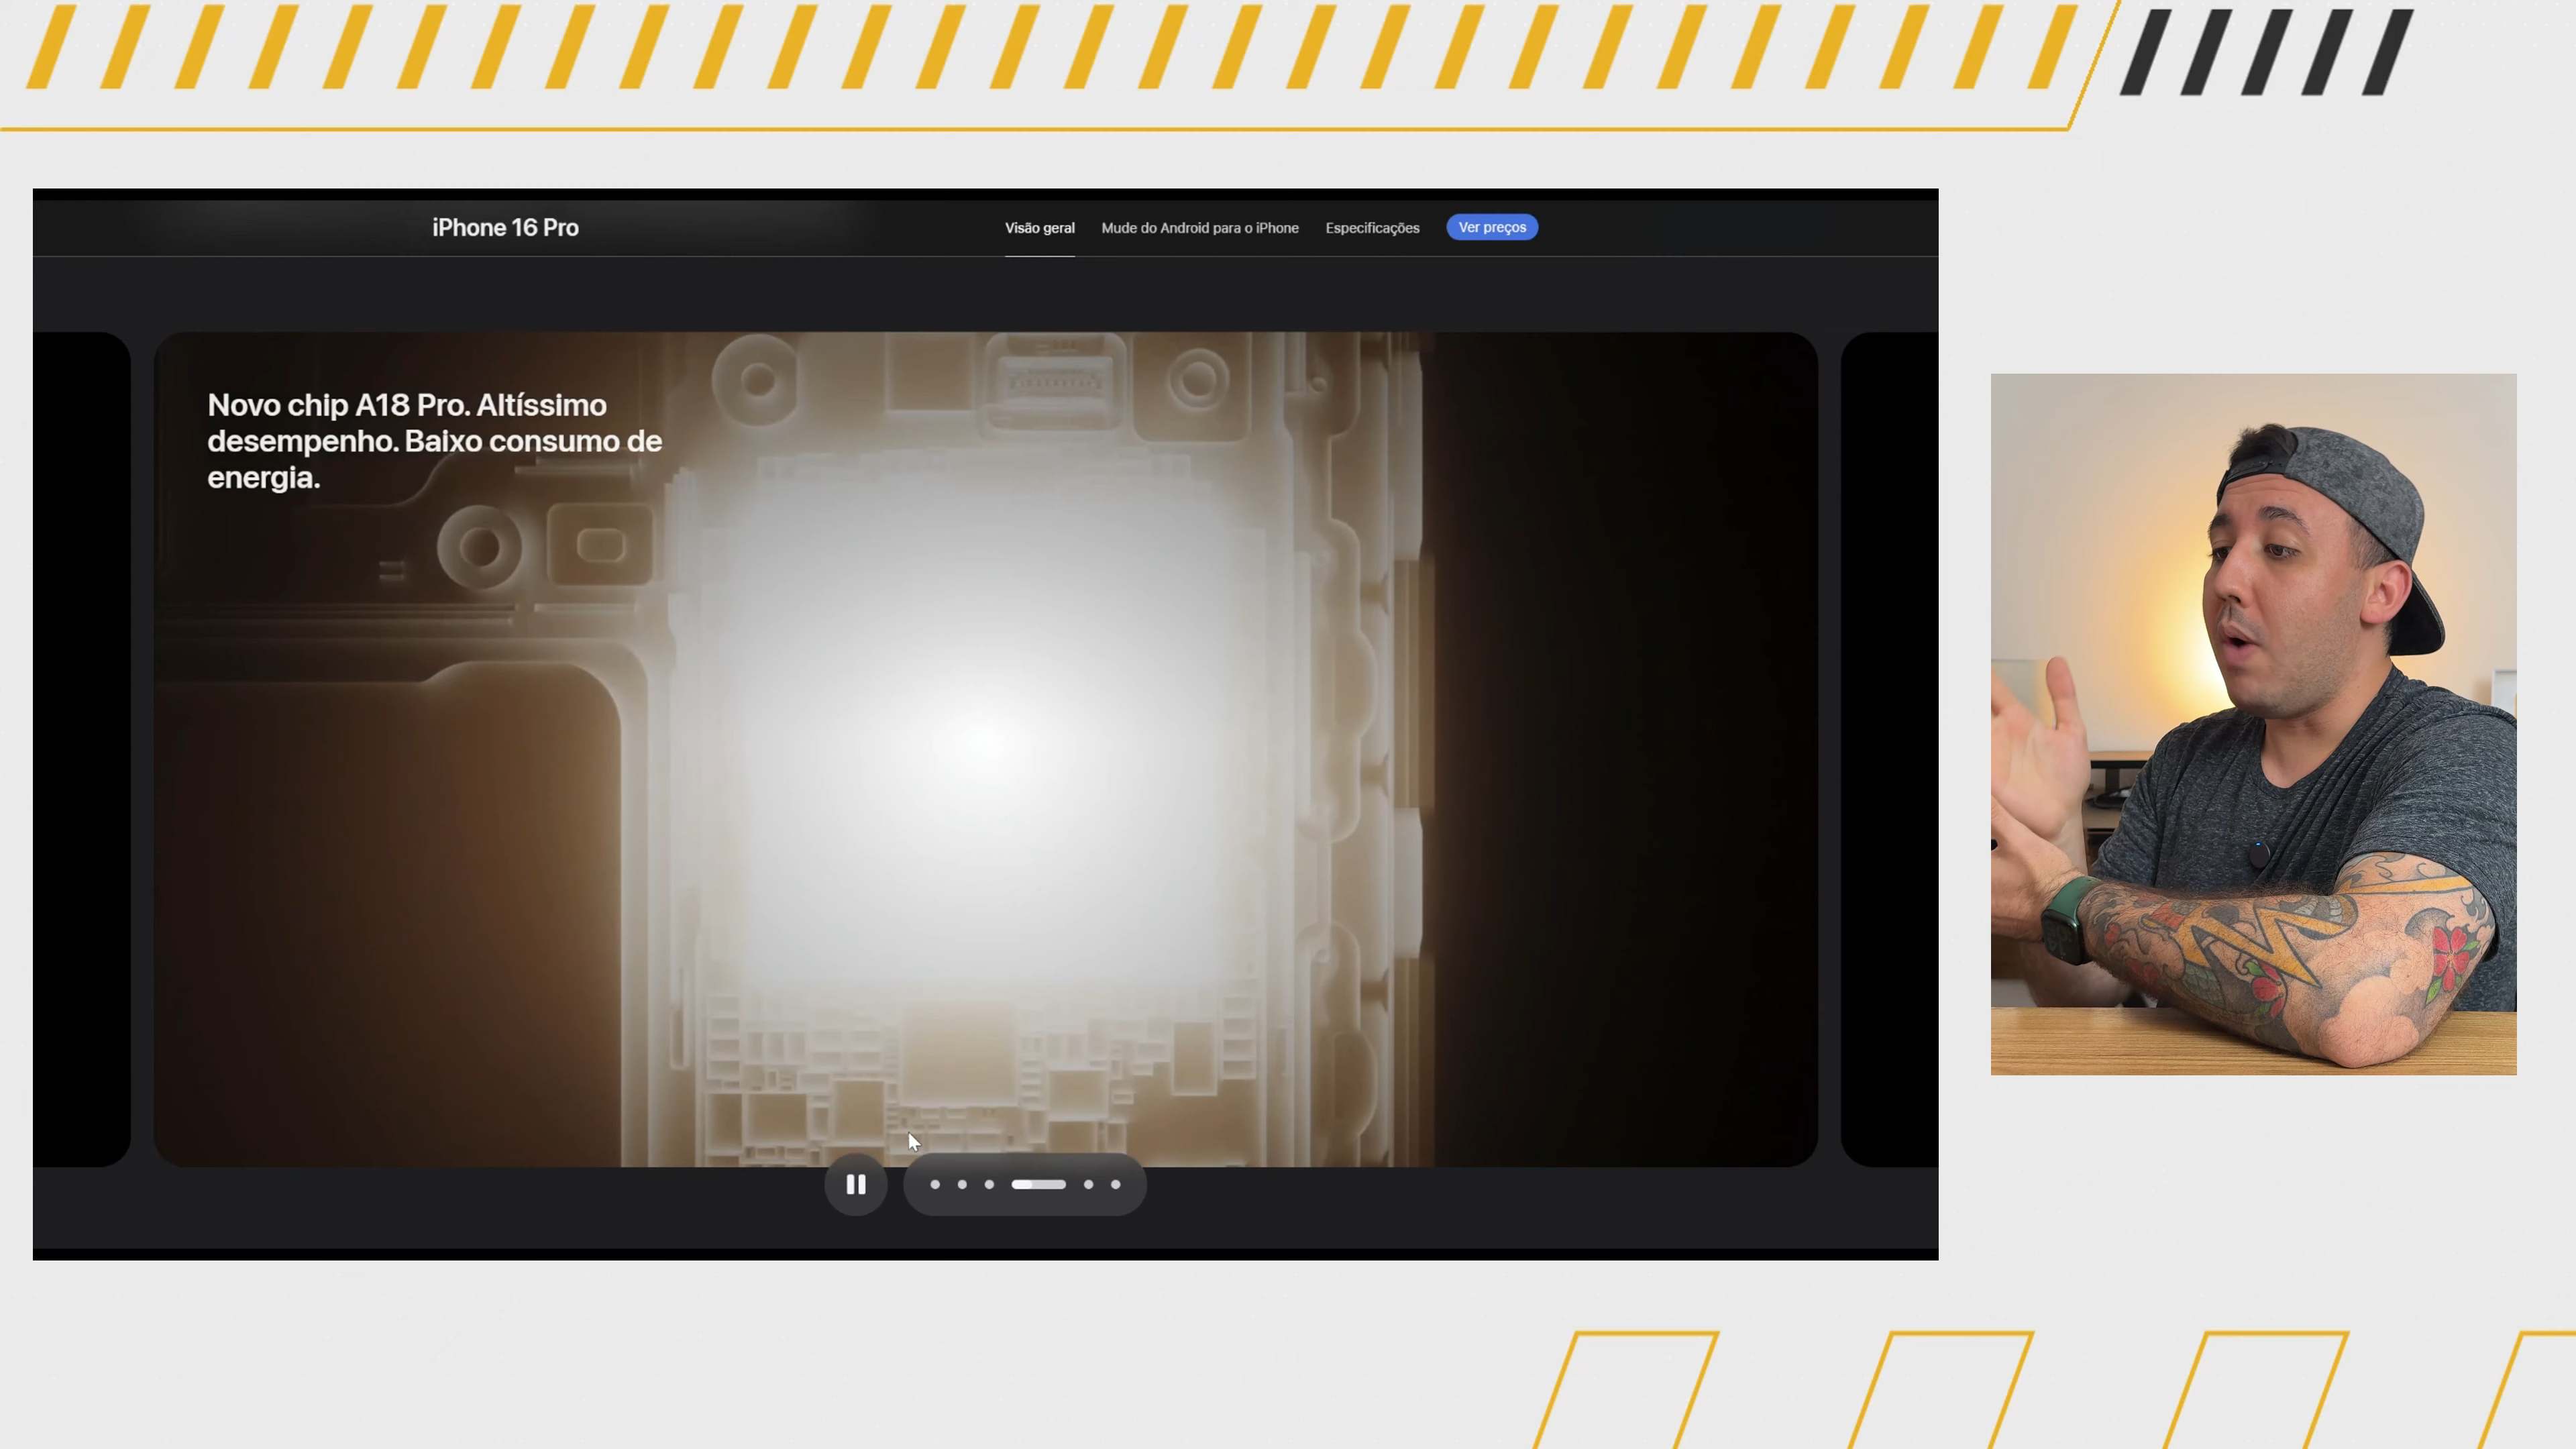 iPhone 16 Pro
Visão geral
Mude do Android para o iPhone
Especificações
Ver preços
Novo chip A18 Pro. Altíssimo
desempenho. Baixo consumo de
energia.